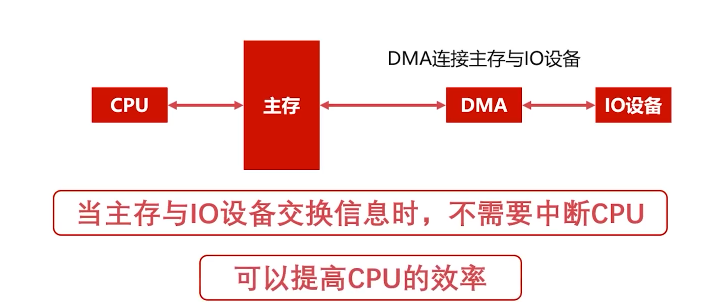 DMA连接主存与IO设备
CPU
主存
DMA
IO设备
当主存与IO设备交换信息时，不需要中断CPU
可以提高CPU的效率